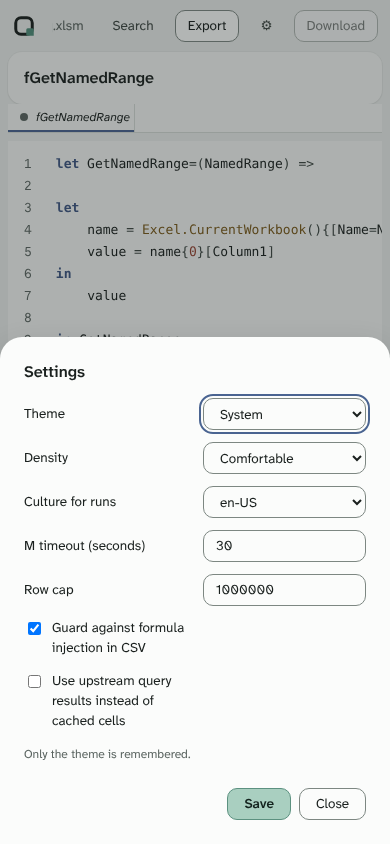 .xlsm Search Export ⚙ Download
fGetNamedRange
fGetNamedRange
1 let GetNamedRange=(NamedRange) =>
2
3 let
4 name = Excel.CurrentWorkbook(){[Name=
5 value = name{0}[Column1]
6 in
7 value
8
Settings
Theme System
Density Comfortable
Culture for runs en-US
M timeout (seconds) 30
Row cap 1000000
Guard against formula
injection in CSV
Use upstream query
results instead of
cached cells
Only the theme is remembered.
Save Close